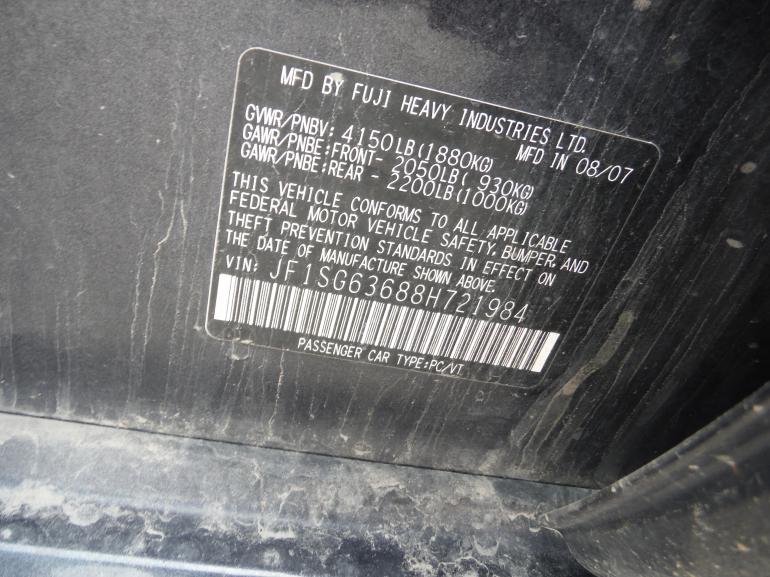 MFD BY FUJI HEAVY INDUSTRIES LTD.
MFD IN 08/07
GVWR/PNBV: 4150LB(1880KG)
GAWR/PNBE:FRONT- 2050LB( 930KG)
GAWR/PNBE:REAR - 2200LB(1000KG)
THIS VEHICLE CONFORMS TO ALL APPLICABLE
FEDERAL MOTOR VEHICLE SAFETY, BUMPER, AND
THEFT PREVENTION STANDARDS IN EFFECT ON
THE DATE OF MANUFACTURE SHOWN ABOVE.
VIN: JF1SG63688H721984
PASSENGER CAR TYPE:PC/VT